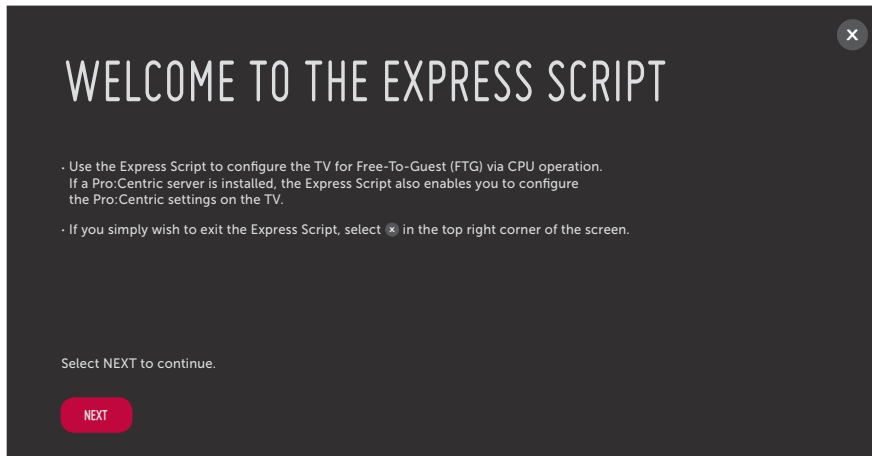 WELCOME TO THE EXPRESS SCRIPT
· Use the Express Script to configure the TV for Free-To-Guest (FTG) via CPU operation.
If a Pro:Centric server is installed, the Express Script also enables you to configure
the Pro:Centric settings on the TV.
· If you simply wish to exit the Express Script, select x in the top right corner of the screen.
Select NEXT to continue.
NEXT